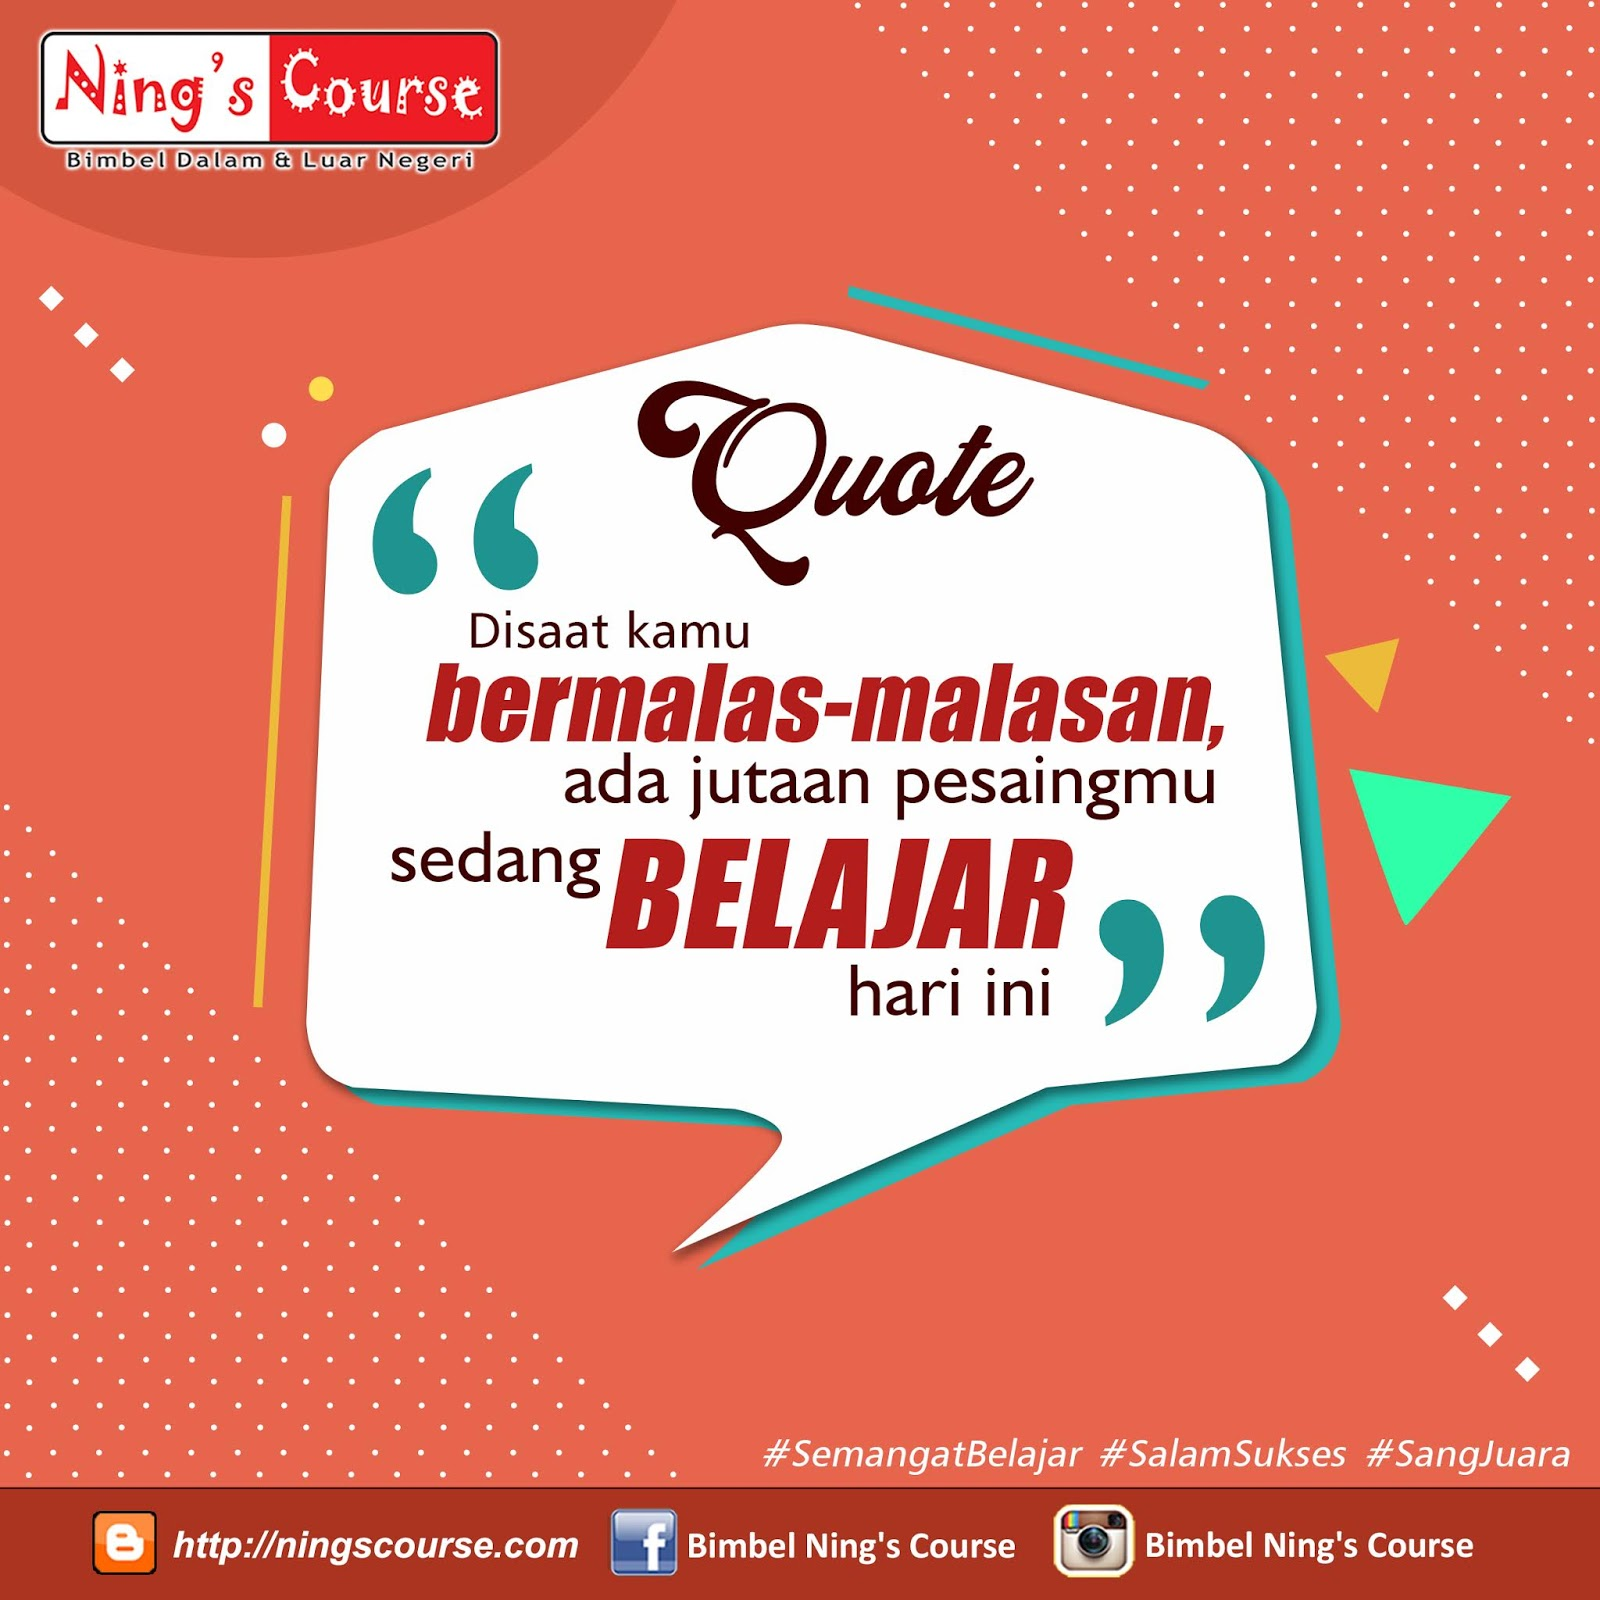 Ning's Course
Bimbel Dalam & Luar Negeri
Quote
“
Disaat kamu
bermalas-malasan,
ada jutaan pesaingmu
sedang BELAJAR
hari ini ”
#SemangatBelajar #SalamSukses #SangJuara
http://ningscourse.com Bimbel Ning's Course Bimbel Ning's Course